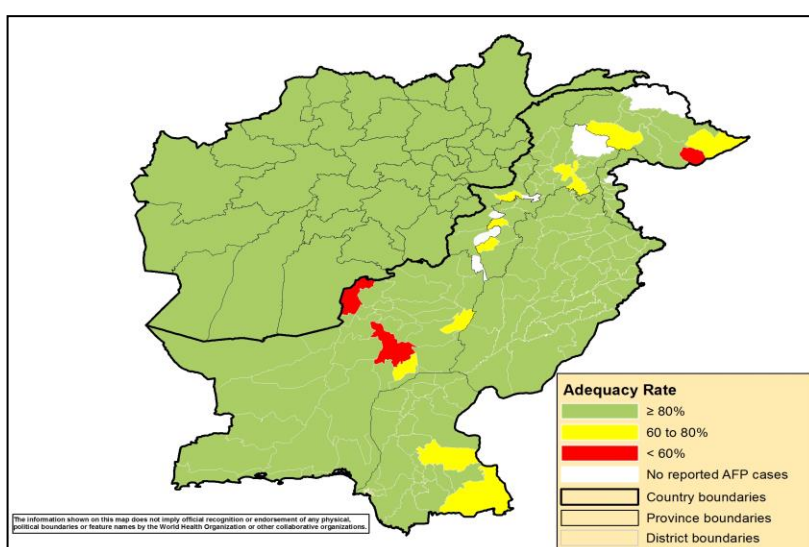 Adequacy Rate
≥ 80%
60 to 80%
< 60%
No reported AFP cases
Country boundaries
Province boundaries
District boundaries
The information shown on this map does not imply official recognition or endorsement of any physical,
political boundaries or feature names by the World Health Organization or other collaborative organizations.